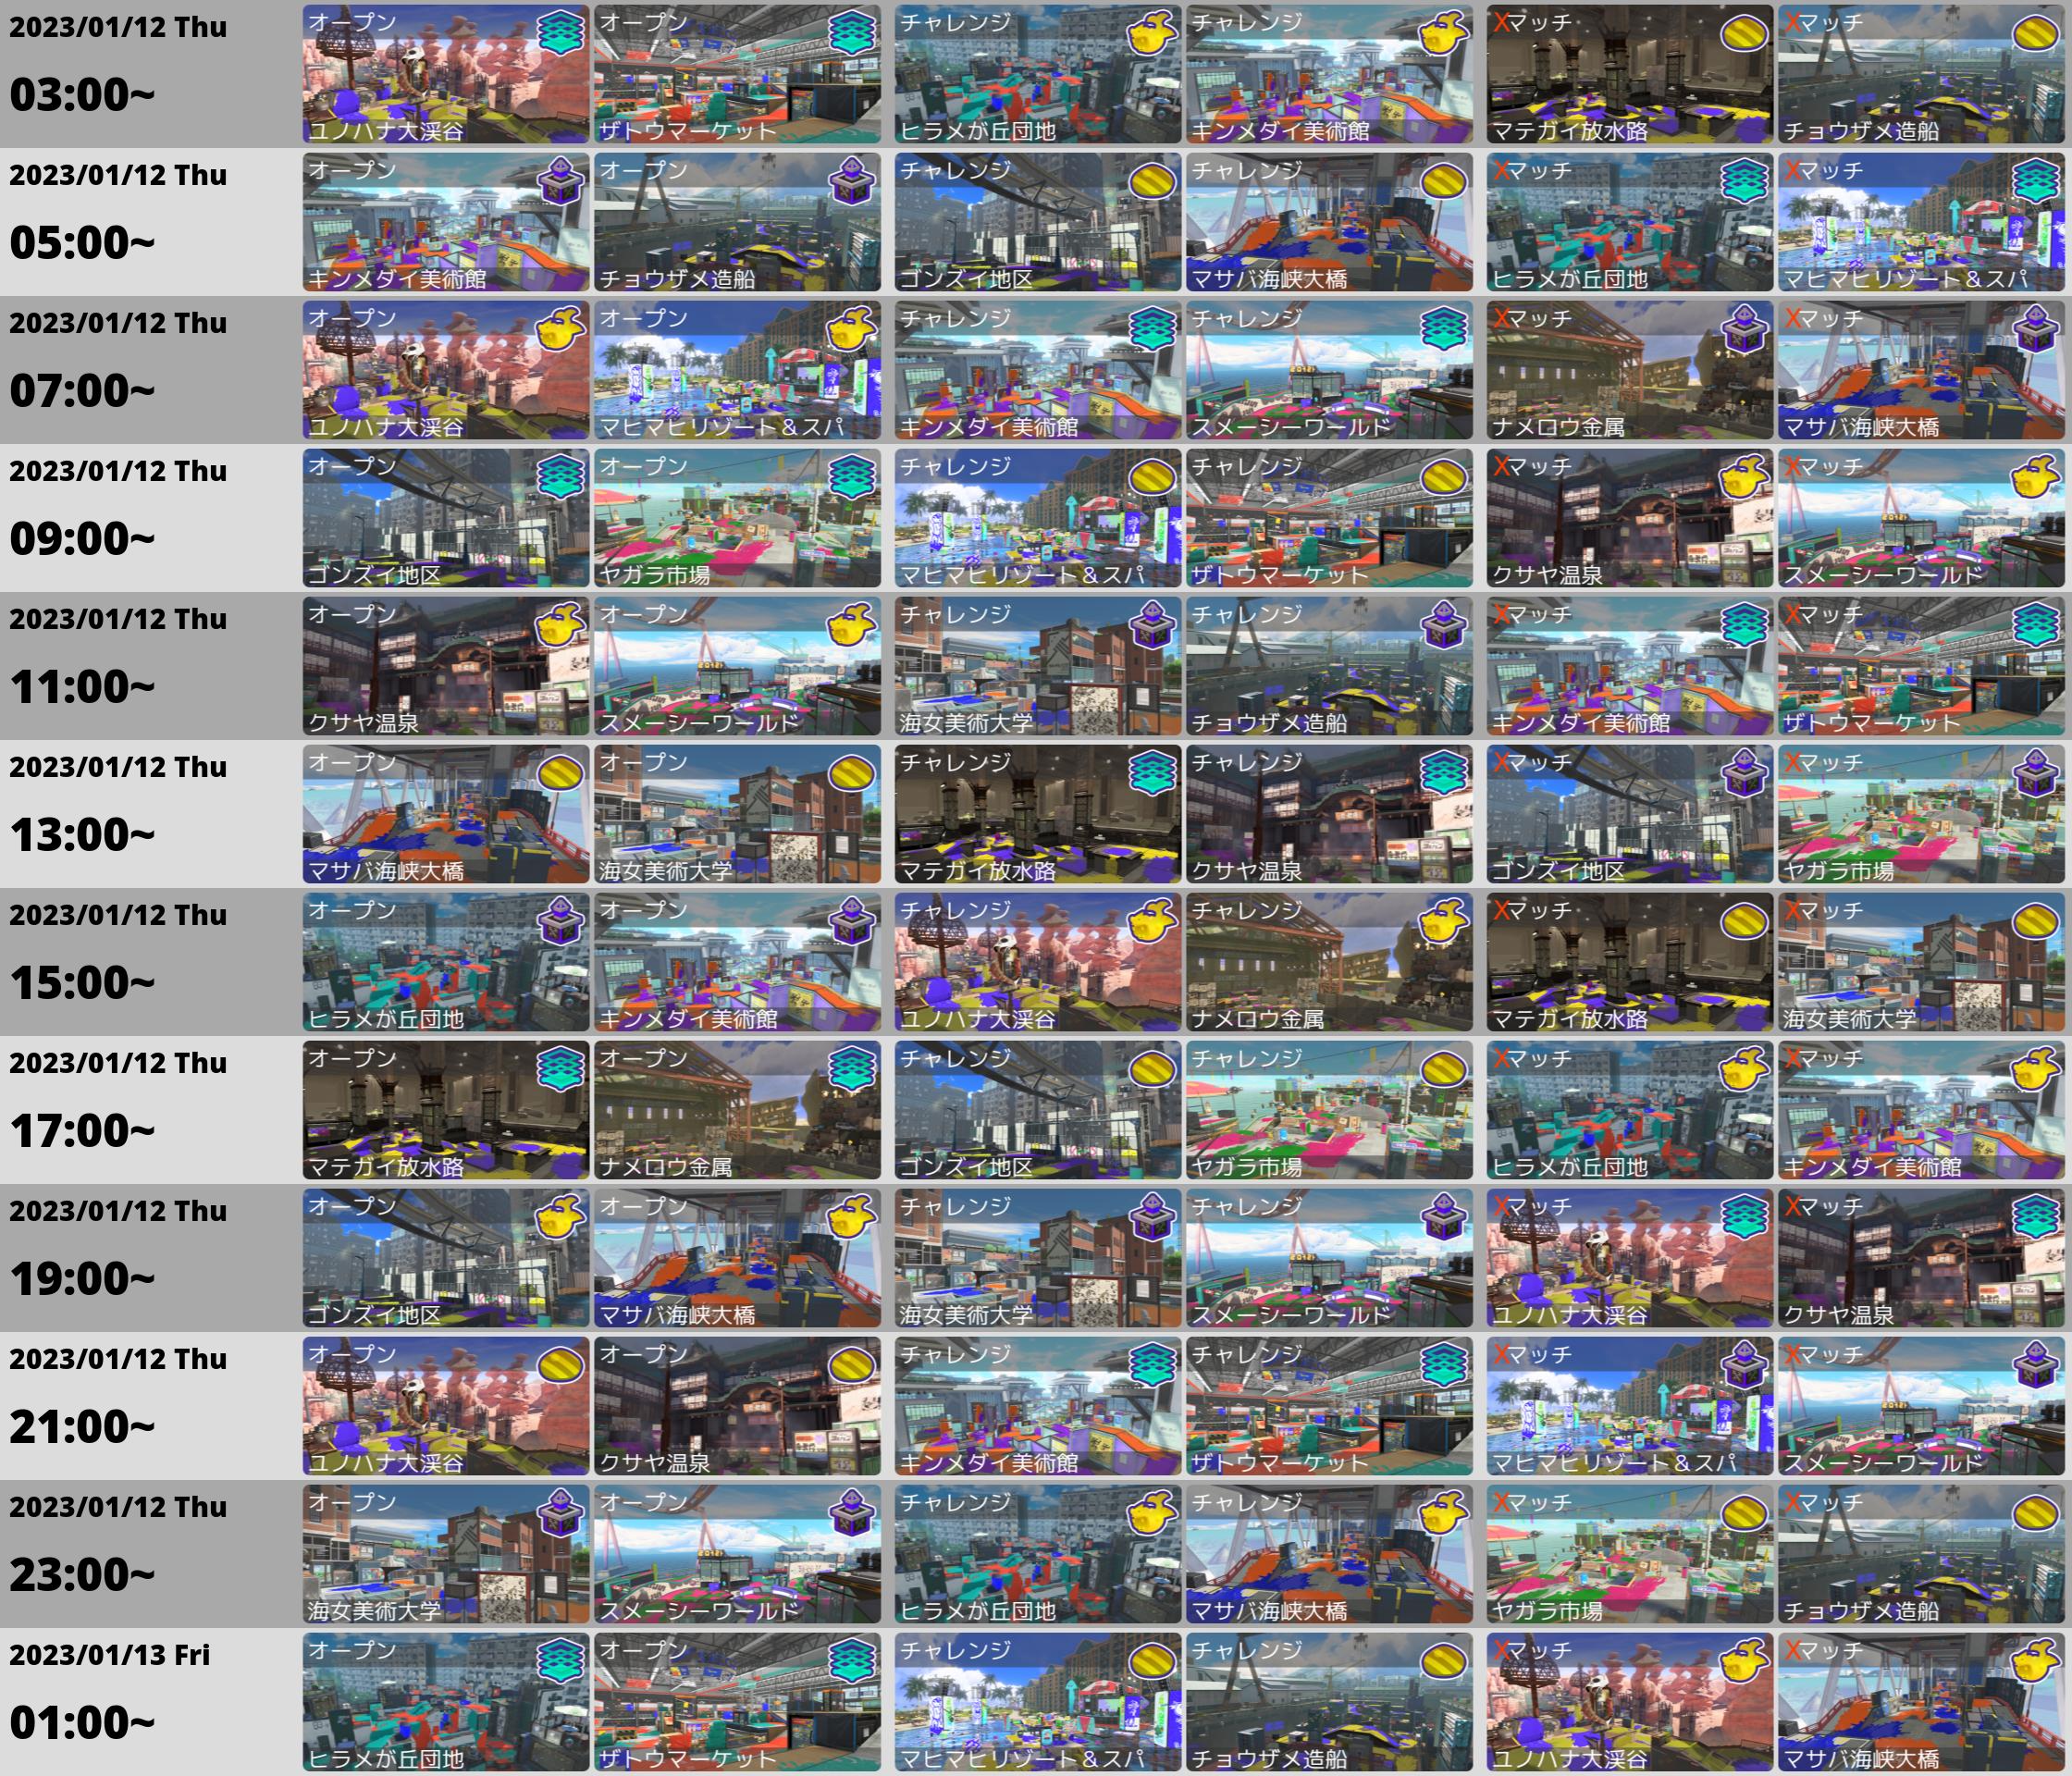 2023/01/12 Thu
03:00~
オープン
ユノハナ大渓谷
オープン
ザトウマーケット
チャレンジ
ヒラメが丘団地
チャレンジ
キンメダイ美術館
Xマッチ
マテガイ放水路
Xマッチ
チョウザメ造船
2023/01/12 Thu
05:00~
オープン
キンメダイ美術館
オープン
チョウザメ造船
チャレンジ
ゴンズイ地区
チャレンジ
マサバ海峡大橋
Xマッチ
ヒラメが丘団地
Xマッチ
マヒマヒリゾート＆スパ
2023/01/12 Thu
07:00~
オープン
ユノハナ大渓谷
オープン
マヒマヒリゾート＆スパ
チャレンジ
キンメダイ美術館
チャレンジ
スメーシーワールド
Xマッチ
ナメロウ金属
Xマッチ
マサバ海峡大橋
2023/01/12 Thu
09:00~
オープン
ゴンズイ地区
オープン
ヤガラ市場
チャレンジ
マヒマヒリゾート＆スパ
チャレンジ
ザトウマーケット
Xマッチ
クサヤ温泉
Xマッチ
スメーシーワールド
2023/01/12 Thu
11:00~
オープン
クサヤ温泉
オープン
スメーシーワールド
チャレンジ
海女美術大学
チャレンジ
チョウザメ造船
Xマッチ
キンメダイ美術館
Xマッチ
ザトウマーケット
2023/01/12 Thu
13:00~
オープン
マサバ海峡大橋
オープン
海女美術大学
チャレンジ
マテガイ放水路
チャレンジ
クサヤ温泉
Xマッチ
ゴンズイ地区
Xマッチ
ヤガラ市場
2023/01/12 Thu
15:00~
オープン
ヒラメが丘団地
オープン
キンメダイ美術館
チャレンジ
ユノハナ大渓谷
チャレンジ
ナメロウ金属
Xマッチ
マテガイ放水路
Xマッチ
海女美術大学
2023/01/12 Thu
17:00~
オープン
マテガイ放水路
オープン
ナメロウ金属
チャレンジ
ゴンズイ地区
チャレンジ
ヤガラ市場
Xマッチ
ヒラメが丘団地
Xマッチ
キンメダイ美術館
2023/01/12 Thu
19:00~
オープン
ゴンズイ地区
オープン
マサバ海峡大橋
チャレンジ
海女美術大学
チャレンジ
スメーシーワールド
Xマッチ
ユノハナ大渓谷
Xマッチ
クサヤ温泉
2023/01/12 Thu
21:00~
オープン
ユノハナ大渓谷
オープン
クサヤ温泉
チャレンジ
キンメダイ美術館
チャレンジ
ザトウマーケット
Xマッチ
マヒマヒリゾート＆スパ
Xマッチ
スメーシーワールド
2023/01/12 Thu
23:00~
オープン
海女美術大学
オープン
スメーシーワールド
チャレンジ
ヒラメが丘団地
チャレンジ
マサバ海峡大橋
Xマッチ
ヤガラ市場
Xマッチ
チョウザメ造船
2023/01/13 Fri
01:00~
オープン
ヒラメが丘団地
オープン
ザトウマーケット
チャレンジ
マヒマヒリゾート＆スパ
チャレンジ
チョウザメ造船
Xマッチ
ユノハナ大渓谷
Xマッチ
マサバ海峡大橋